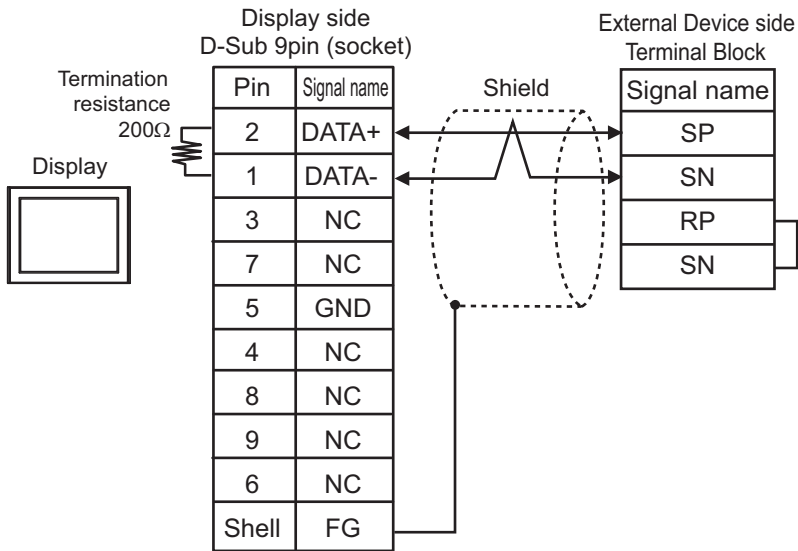 Display side
D-Sub 9pin (socket)
External Device side
Terminal Block
Termination
resistance
200Ω
Display
Shield
Pin Signal name
2 DATA+
1 DATA-
3 NC
7 NC
5 GND
4 NC
8 NC
9 NC
6 NC
Shell FG
Signal name
SP
SN
RP
SN